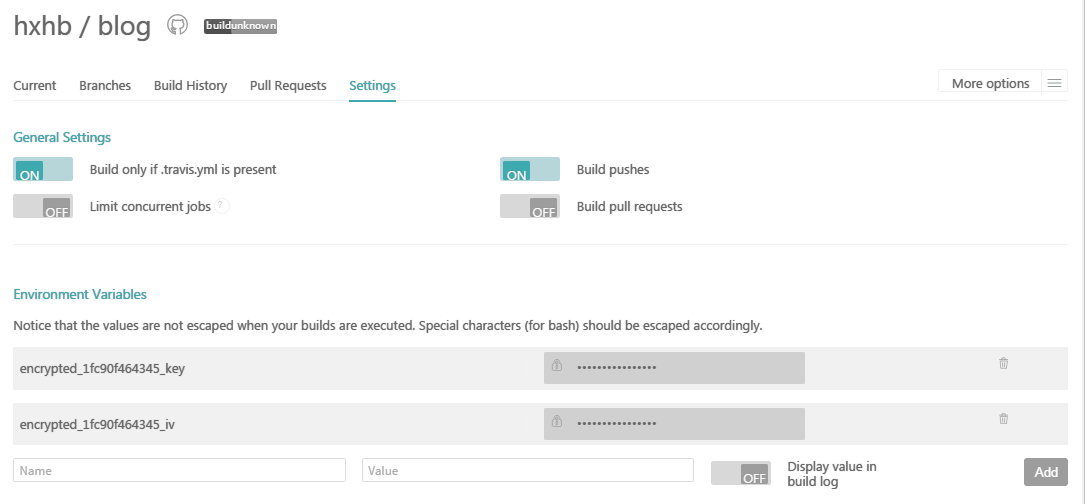 hxhb / blog buildunknown
Current Branches Build History Pull Requests Settings More options
General Settings
ON Build only if .travis.yml is present ON Build pushes
OFF Limit concurrent jobs ? OFF Build pull requests
Environment Variables
Notice that the values are not escaped when your builds are executed. Special characters (for bash) should be escaped accordingly.
encrypted_1fc90f464345_key ••••••••••••••••
encrypted_1fc90f464345_iv ••••••••••••••••
Name Value OFF Display value in Add
build log